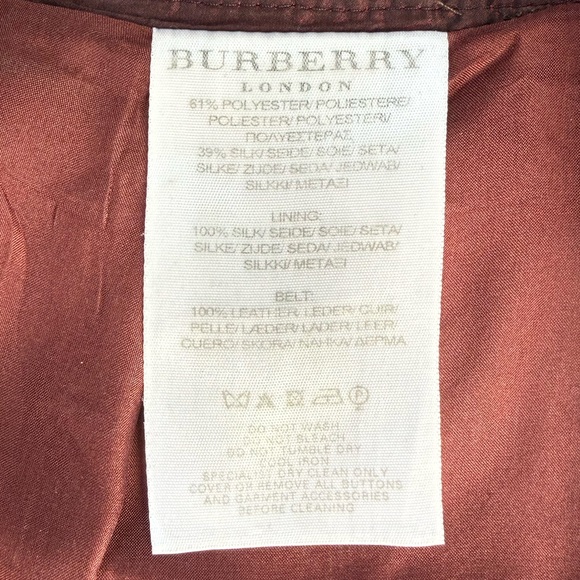 BURBERRY
LONDON
61% POLYESTER/ POLIESTERE/
POLIESTER/ POLYESTER/
ΠΟΛΥΕΣΤΕΡΑΣ
39% SILK/ SEIDE/ SOIE/ SETA/
SILKE/ ZIJDE/ SEDA/ JEDWAB/
SILKKI/ ΜΕΤΑΞΙ
LINING:
100% SILK/ SEIDE/ SOIE/ SETA/
SILKE/ ZIJDE/ SEDA/ JEDWAB/
SILKKI/ ΜΕΤΑΞΙ
BELT:
100% LEATHER/ LEDER/ CUIR/
PELLE/ LÆDER/ LÄDER/ LEER/
CUERO/ SKÓRA/ NAHKA/ ΔΕΡΜΑ
P
DO NOT WASH
DO NOT BLEACH
DO NOT TUMBLE DRY
COOL IRON
SPECIALIST DRY CLEAN ONLY
COVER OR REMOVE ALL BUTTONS
AND GARMENT ACCESSORIES
BEFORE CLEANING